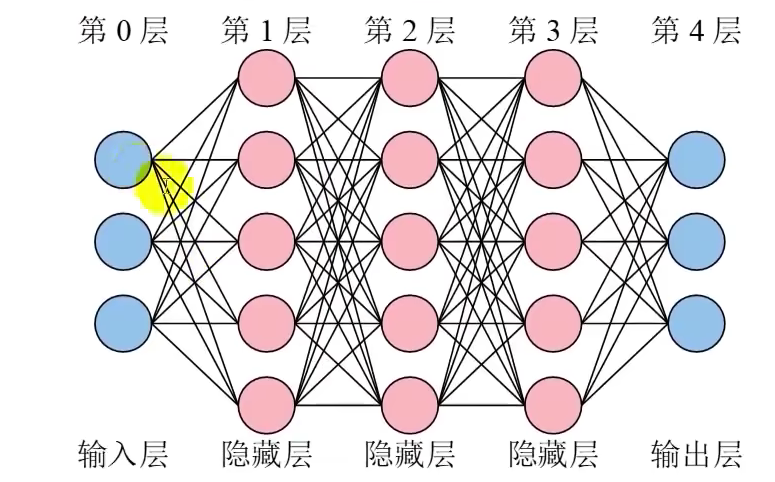 第 0 层 第 1 层 第 2 层 第 3 层 第 4 层
输入层 隐藏层 隐藏层 隐藏层 输出层